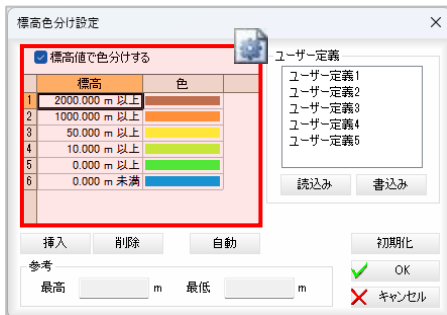 標高色分け設定
標高値で色分けする
標高 色
1 2000.000 m 以上
2 1000.000 m 以上
3 50.000 m 以上
4 10.000 m 以上
5 0.000 m 以上
6 0.000 m 未満
挿入 削除 自動
参考
最高 m 最低 m
ユーザー定義
ユーザー定義1
ユーザー定義2
ユーザー定義3
ユーザー定義4
ユーザー定義5
読込み 書込み
初期化
OK
キャンセル